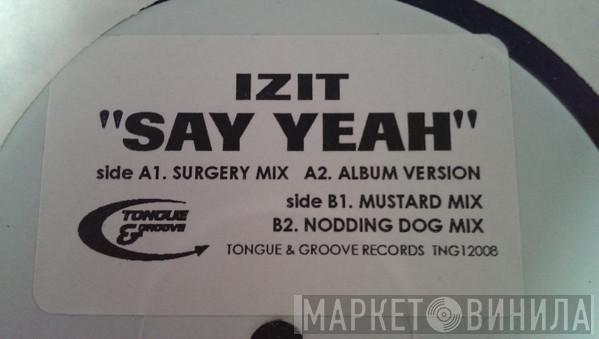 IZIT
"SAY YEAH"
side A1. SURGERY MIX A2. ALBUM VERSION
side B1. MUSTARD MIX
B2. NODDING DOG MIX
TONGUE
& GROOVE
TONGUE & GROOVE RECORDS TNG12008
МАРКЕТ ВИНИЛА